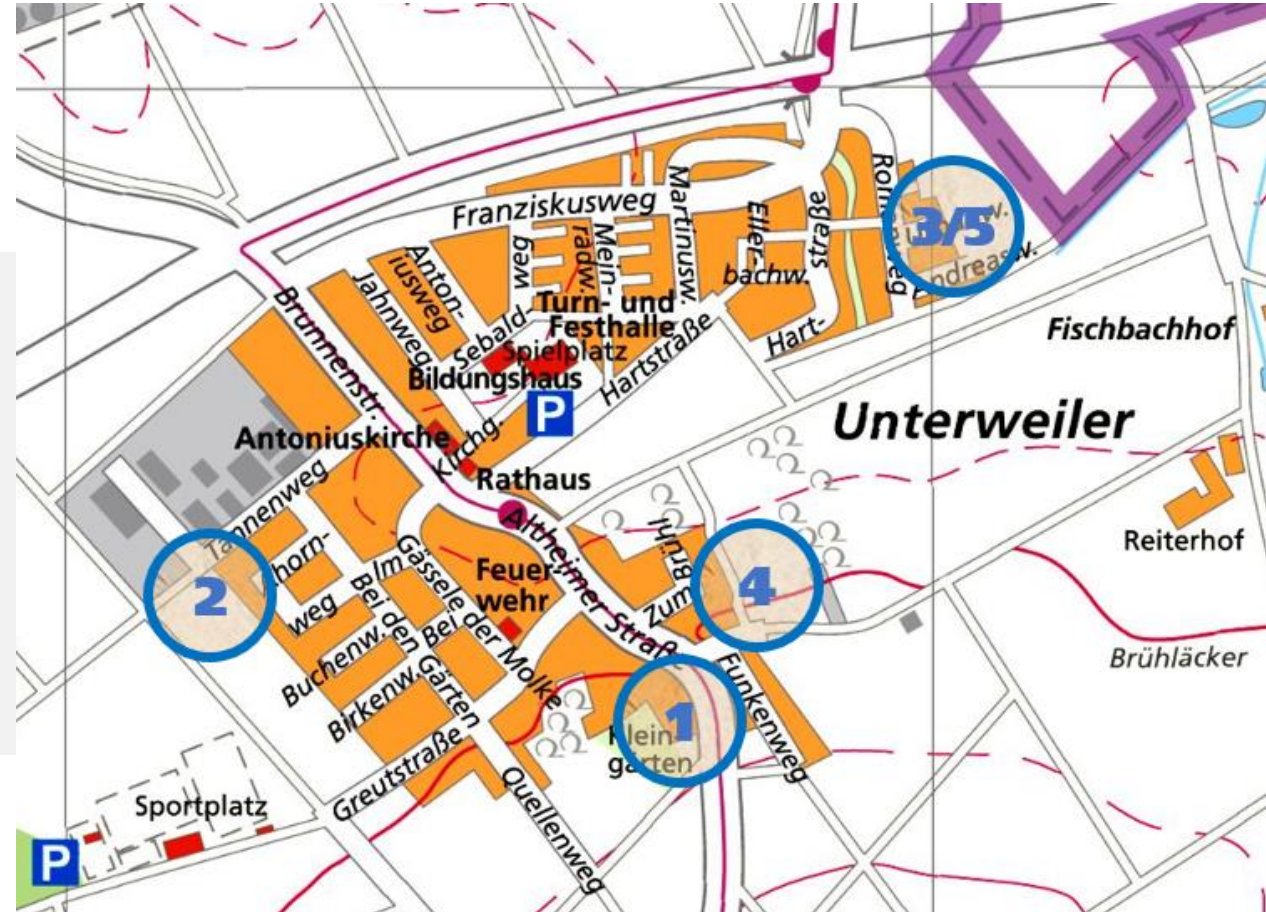 Franziskusweg
Martinusw.
Eller-
bachw.
straße
Hart-
3/5
Anton-
iusweg
Jahnweg
Sebald-
weg
Mein-
radw.
Turn- und
Festhalle
Spielplatz
Bildungshaus
P
Hartstraße
Fischbachhof
Unterweiler
Brunnenstr.
Antoniuskirche
Kirchg.
Rathaus
Tannenweg
2
horn-
weg
Buchenw.
Birkenw.
Bei den Gärten
Im
Gässele
Bei
der Molke
Feuer-
wehr
Altheimer Straße
Zum
Brühl
4
Reiterhof
Brühläcker
1
Klein-
gärten
Funkenweg
Greutstraße
Quellenweg
Sportplatz
P